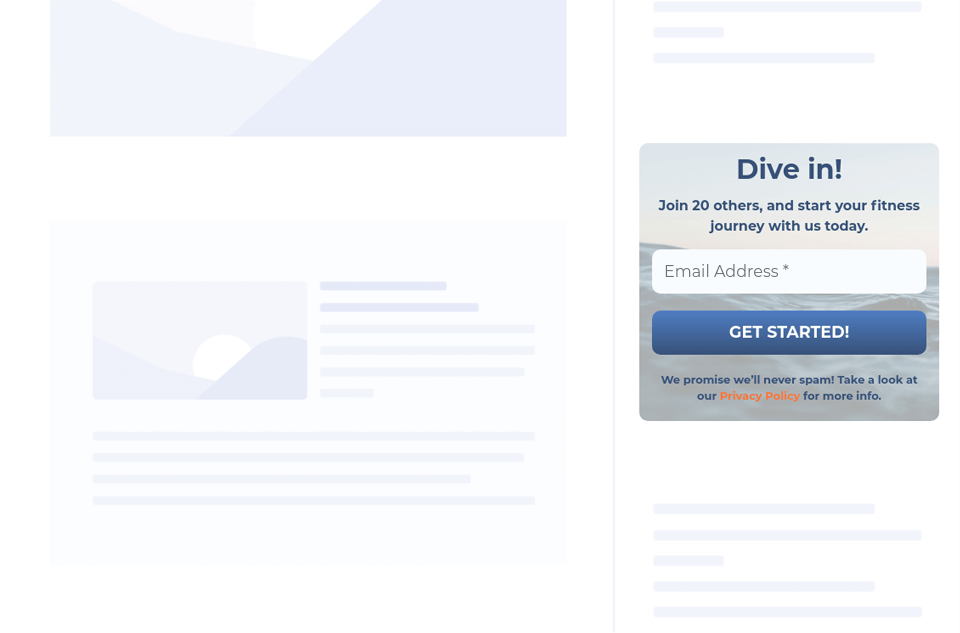 Dive in!
Join 20 others, and start your fitness
journey with us today.
Email Address *
GET STARTED!
We promise we'll never spam! Take a look at
our Privacy Policy for more info.